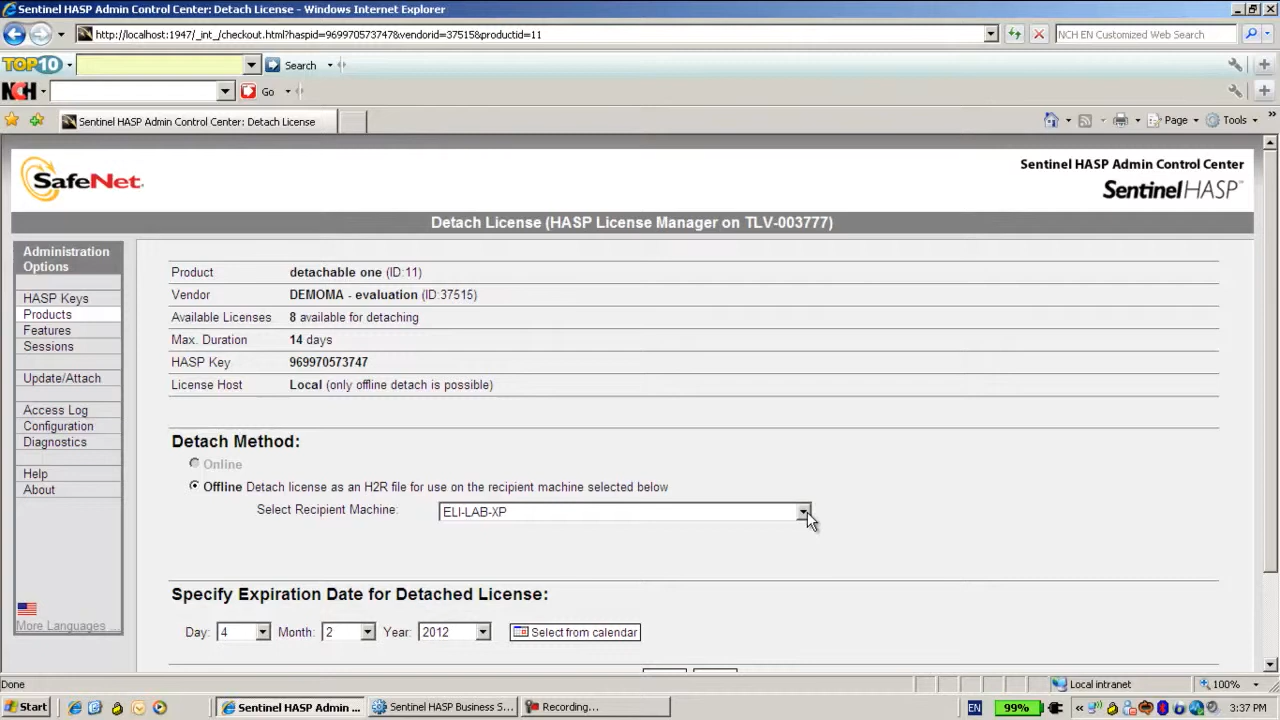 Sentinel HASP Admin Control Center: Detach License - Windows Internet Explorer
http://localhost:1947/_int_/checkout.html?haspid=969970573747&vendorid=37515&productid=11
NCH EN Customized Web Search
TOP10 Search
NCH Go
Sentinel HASP Admin Control Center: Detach License
Page Tools
SafeNet.
Sentinel HASP Admin Control Center
SentinelHASP™
Detach License (HASP License Manager on TLV-003777)
Administration
Options
HASP Keys
Products
Features
Sessions
Update/Attach
Access Log
Configuration
Diagnostics
Help
About
More Languages ...
Product detachable one (ID:11)
Vendor DEMOMA - evaluation (ID:37515)
Available Licenses 8 available for detaching
Max. Duration 14 days
HASP Key 969970573747
License Host Local (only offline detach is possible)
Detach Method:
Online
Offline Detach license as an H2R file for use on the recipient machine selected below
Select Recipient Machine: ELI-LAB-XP
Specify Expiration Date for Detached License:
Day: 4 Month: 2 Year: 2012 Select from calendar
Done Local intranet 100%
Start Sentinel HASP Admin ... Sentinel HASP Business S... Recording... EN 99% 3:37 PM